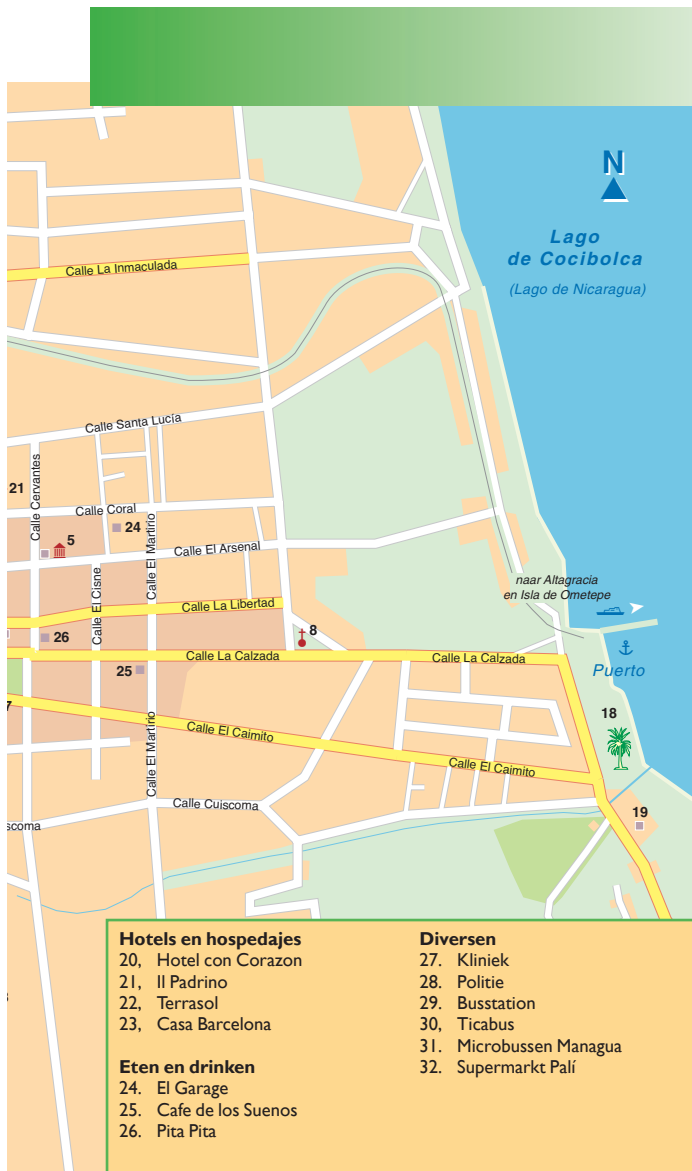 N
Lago
de Cocibolca
(Lago de Nicaragua)
Calle La Inmaculada
Calle Santa Lucía
21
Calle Cervantes
Calle Coral
24
5
Calle El Martirio
Calle El Arsenal
Calle El Cisne
naar Altagracia
en Isla de Ometepe
Calle La Libertad
8
26
Calle La Calzada
Calle La Calzada
25
Puerto
7
18
Calle El Caimito
Calle El Martirio
Calle El Caimito
Calle Cuiscoma
19
scoma
Hotels en hospedajes
20, Hotel con Corazon
21, Il Padrino
22, Terrasol
23, Casa Barcelona
Eten en drinken
24. El Garage
25. Cafe de los Suenos
26. Pita Pita
Diversen
27. Kliniek
28. Politie
29. Busstation
30, Ticabus
31. Microbussen Managua
32. Supermarkt Palí